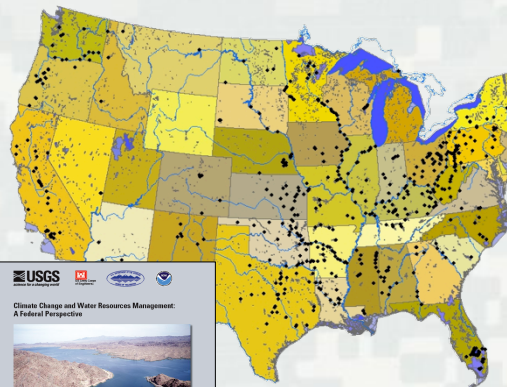 USGS
science for a changing world
Climate Change and Water Resources Management:
A Federal Perspective